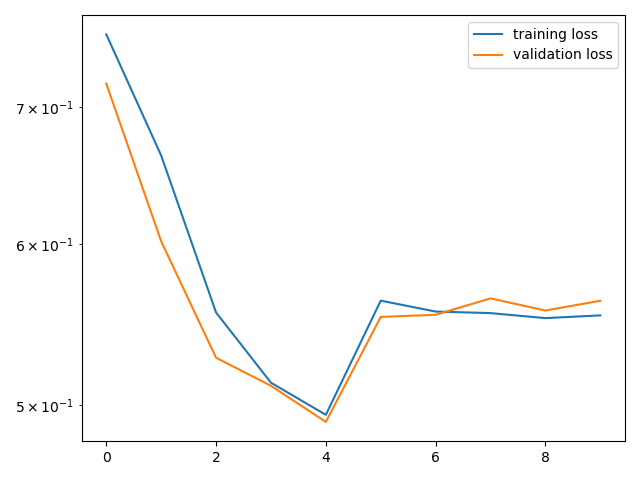 training loss
validation loss
7 × 10⁻¹
6 × 10⁻¹
5 × 10⁻¹
0 2 4 6 8